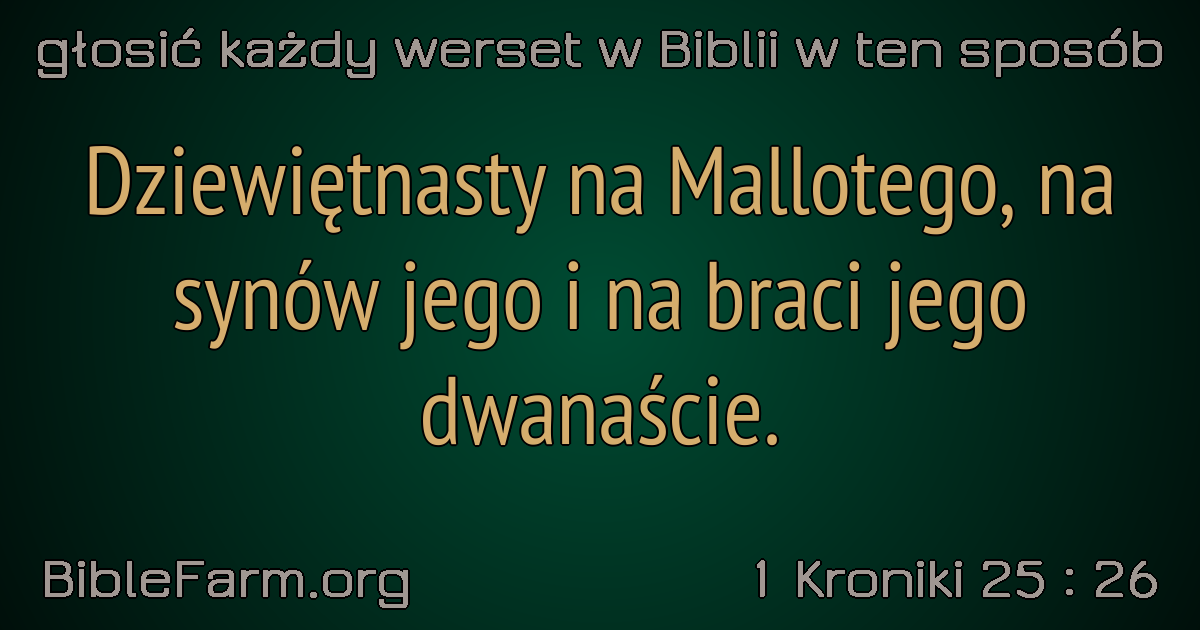 głosić każdy werset w Biblii w ten sposób
Dziewiętnasty na Mallotego, na
synów jego i na braci jego
dwanaście.
BibleFarm.org
1 Kroniki 25 : 26